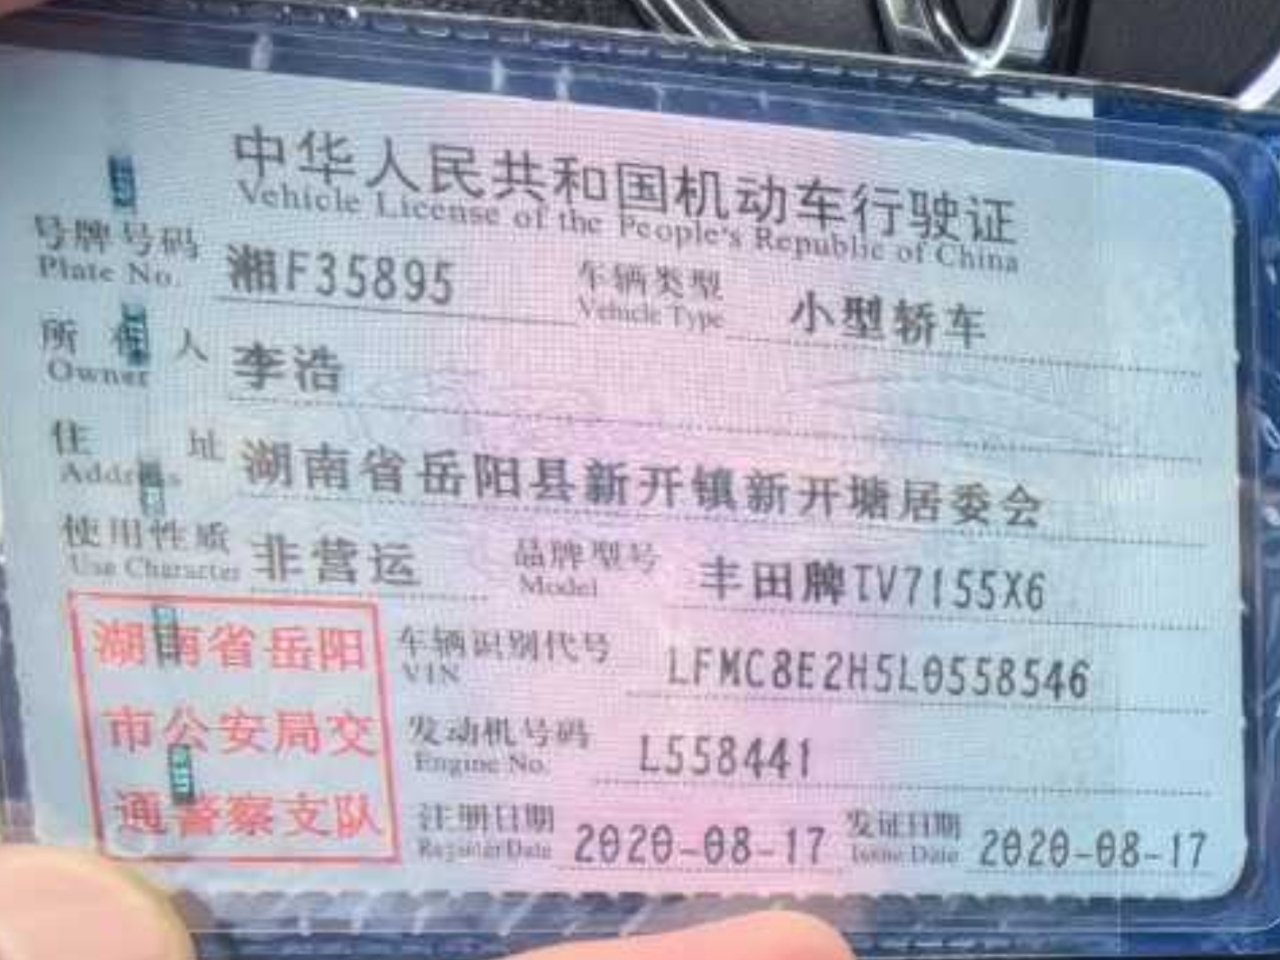 中华人民共和国机动车行驶证
Vehicle License of the People's Republic of China
号牌号码 湘F35895 车辆类型 小型轿车
Plate No. Vehicle Type
所有人 李浩
Owner
住址 湖南省岳阳县新开镇新开塘居委会
Address
使用性质 非营运 品牌型号 丰田牌TV7155X6
Use Character Model
湖南省岳阳 车辆识别代号 LFMC8E2H5L0558546
VIN
市公安局交 发动机号码 L558441
Engine No.
通警察支队 注册日期 2020-08-17 发证日期 2020-08-17
Register Date Issue Date